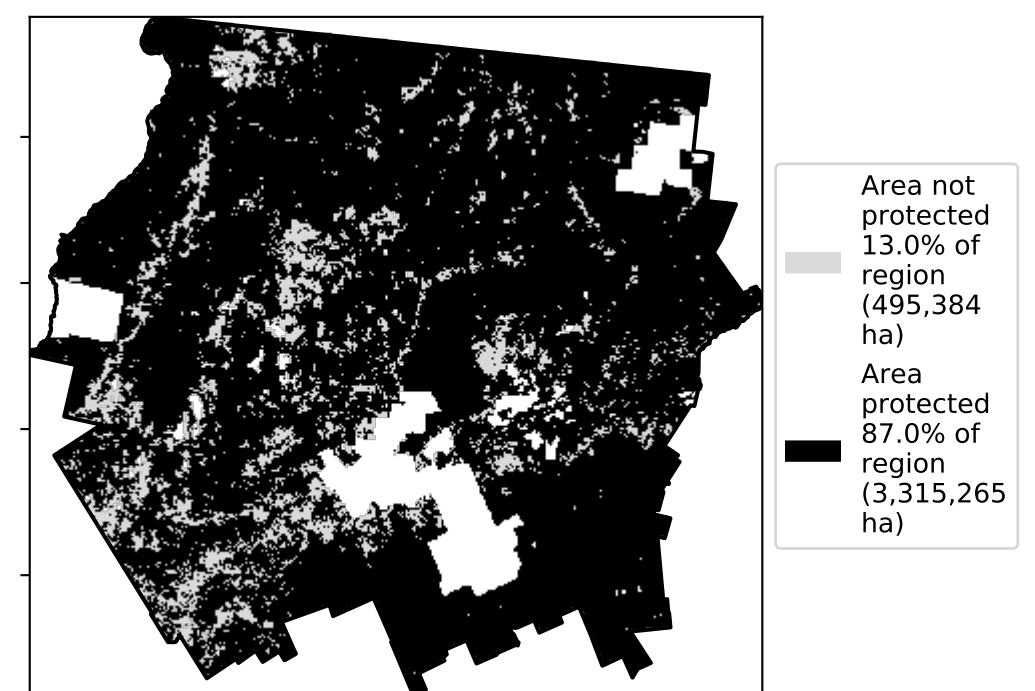 Area not
protected
13.0% of
region
(495,384
ha)
Area
protected
87.0% of
region
(3,315,265
ha)